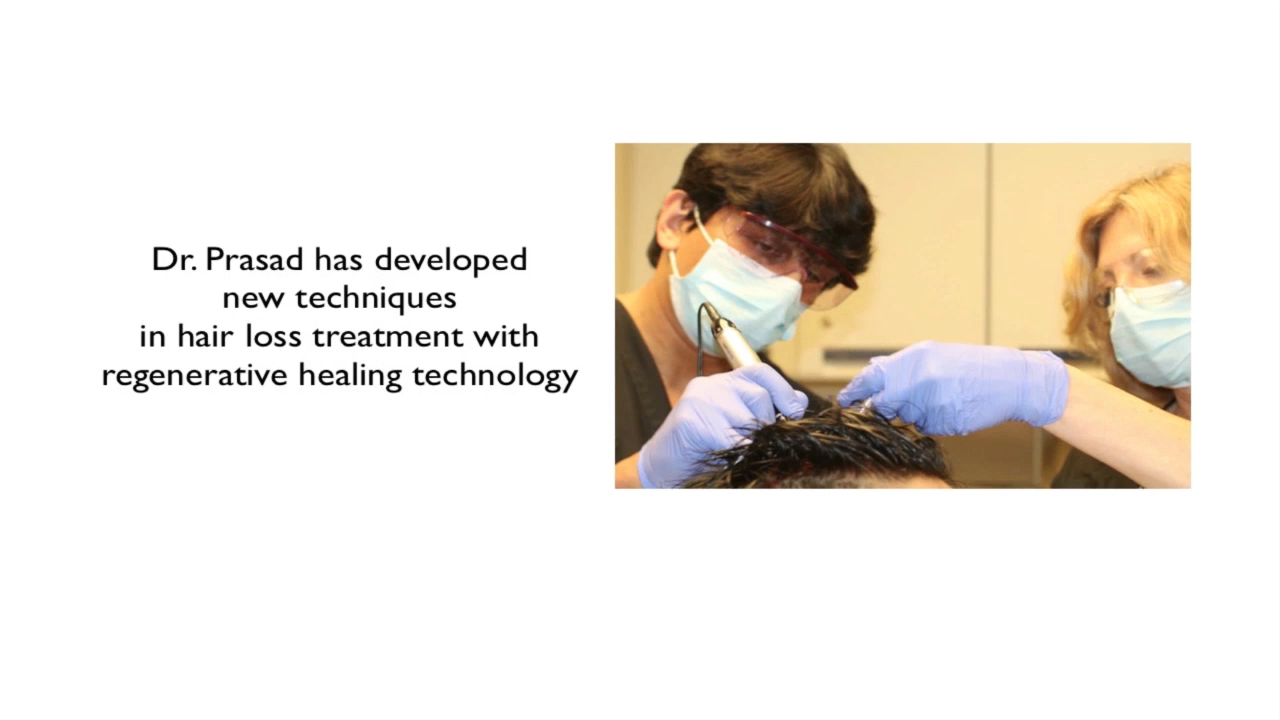 Dr. Prasad has developed
new techniques
in hair loss treatment with
regenerative healing technology